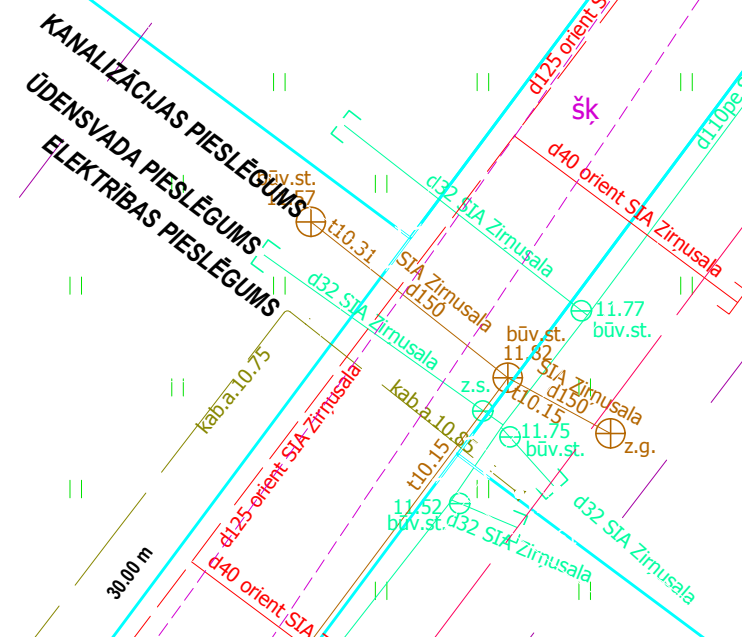 KANALIZĀCIJAS PIESLĒGUMS
ŪDENSVADA PIESLĒGUMS
ELEKTRĪBAS PIESLĒGUMS
d125 orient
šķ
d40 orient SIA Zirņusala
būv.st.
t10.31
d32 SIA Zirņusala
SIA Zirņusala
d150
d32 SIA Zirņusala
11.77
būv.st.
būv.st.
11.82
SIA Zirņusala
d150
t10.15
kab.a.10.75
kab.a.10.85
z.s.
11.75
būv.st.
z.g.
d125 orient SIA Zirņusala
t10.15
11.52
būv.st.
d32 SIA Zirņusala
d32 SIA Zirņusala
30.00 m
d40 orient SIA